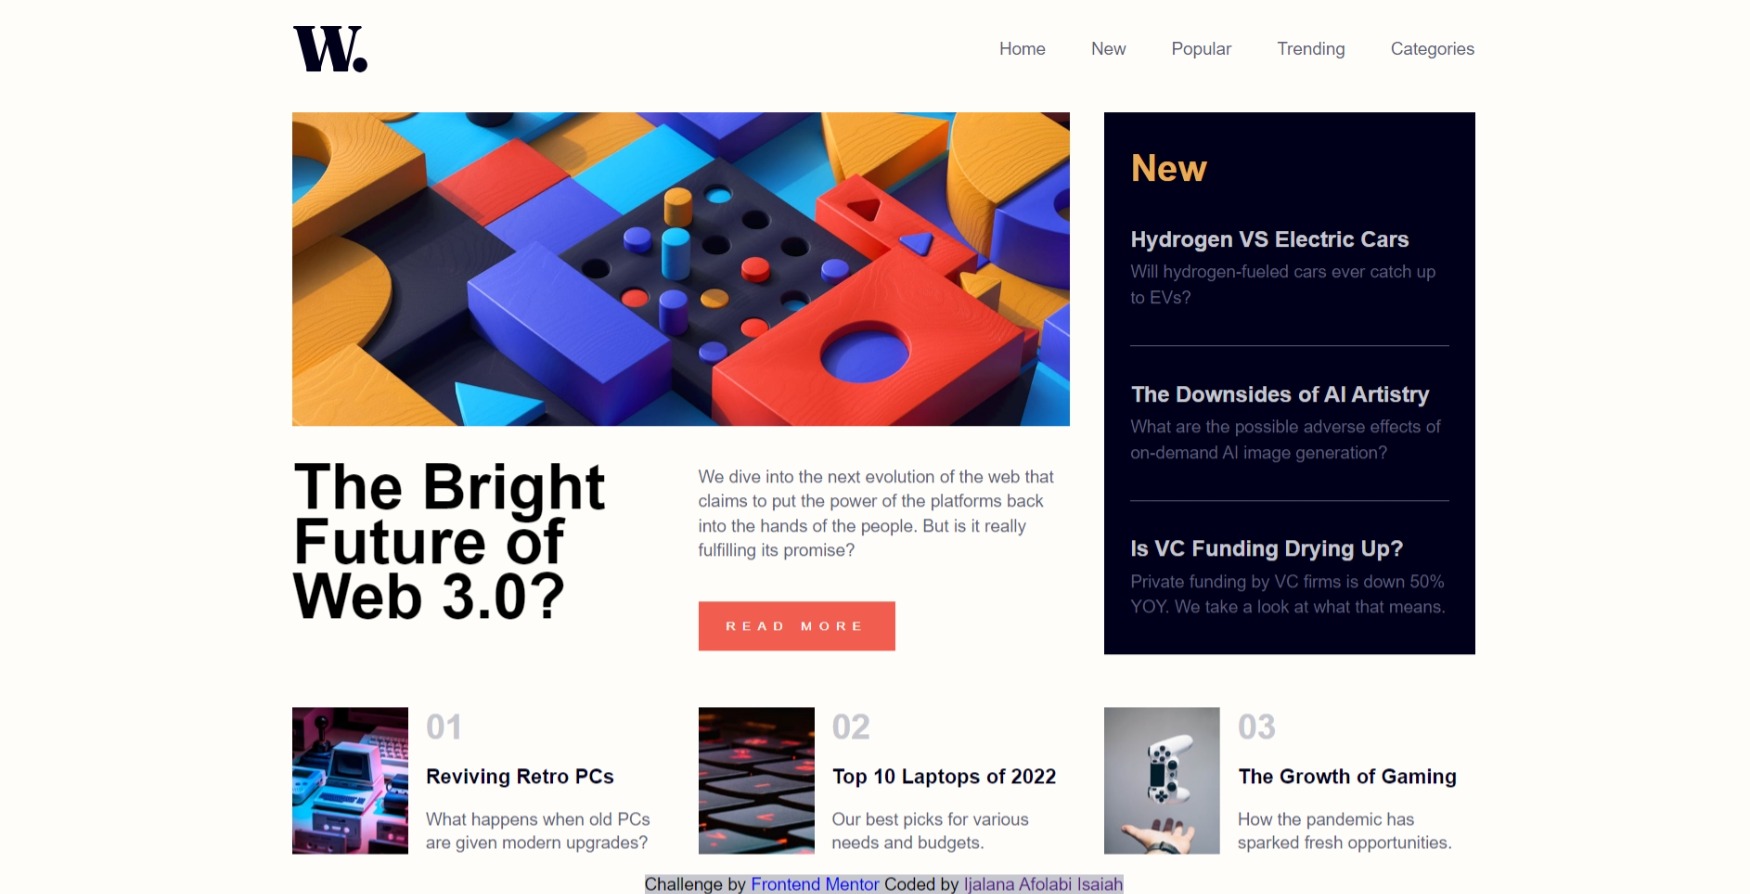 W.
Home New Popular Trending Categories
The Bright
Future of
Web 3.0?
We dive into the next evolution of the web that
claims to put the power of the platforms back
into the hands of the people. But is it really
fulfilling its promise?
READ MORE
New
Hydrogen VS Electric Cars
Will hydrogen-fueled cars ever catch up
to EVs?
The Downsides of AI Artistry
What are the possible adverse effects of
on-demand AI image generation?
Is VC Funding Drying Up?
Private funding by VC firms is down 50%
YOY. We take a look at what that means.
01
Reviving Retro PCs
What happens when old PCs
are given modern upgrades?
02
Top 10 Laptops of 2022
Our best picks for various
needs and budgets.
03
The Growth of Gaming
How the pandemic has
sparked fresh opportunities.
Challenge by Frontend Mentor Coded by Ijalana Afolabi Isaiah